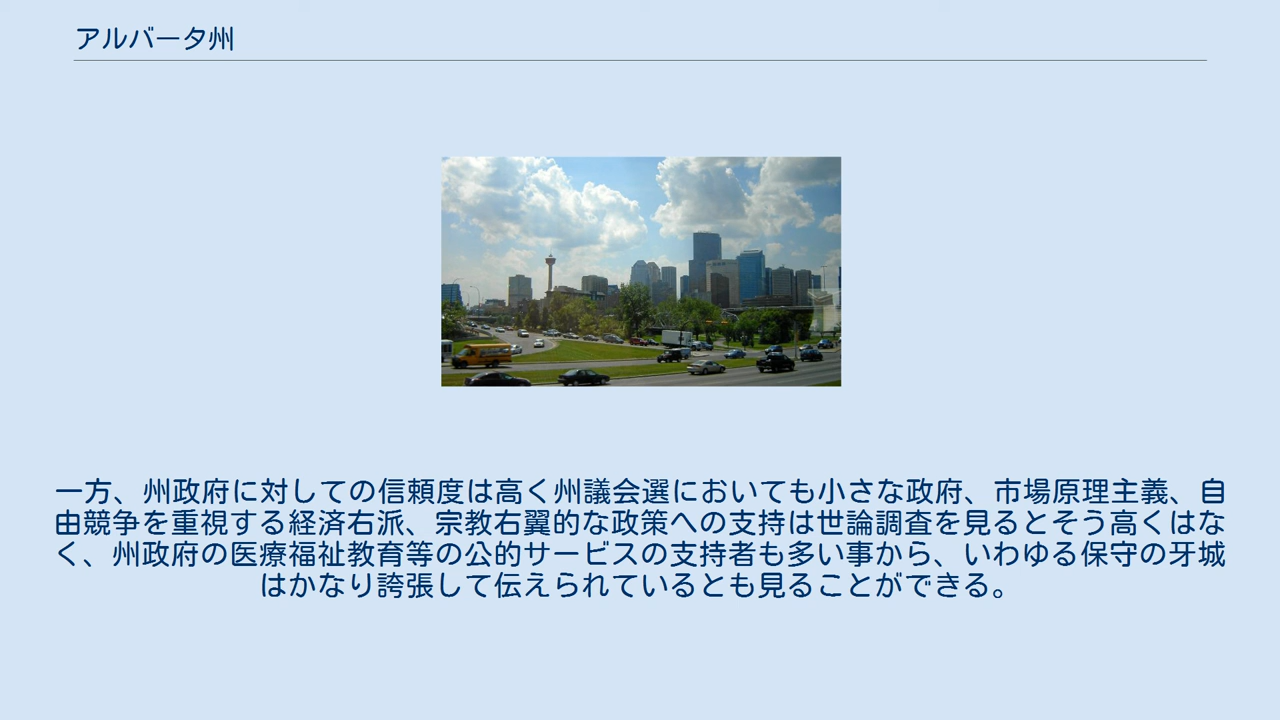 アルバータ州
一方、州政府に対しての信頼度は高く州議会選においても小さな政府、市場原理主義、自
由競争を重視する経済右派、宗教右翼的な政策への支持は世論調査を見るとそう高くはな
く、州政府の医療福祉教育等の公的サービスの支持者も多い事から、いわゆる保守の牙城
はかなり誇張して伝えられているとも見ることができる。